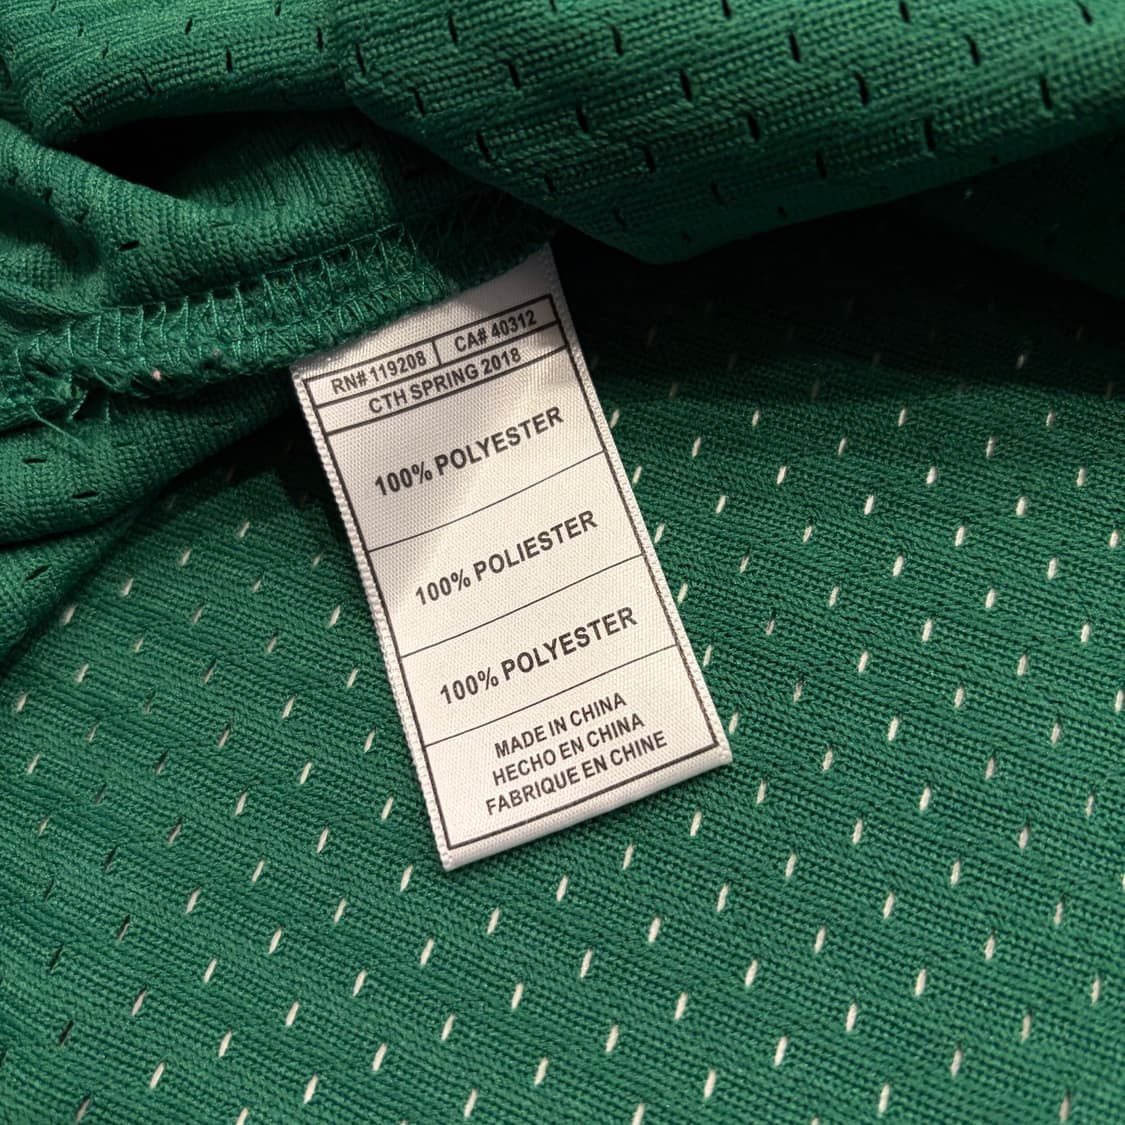 RN# 119208 CA# 40312
CTH SPRING 2018
100% POLYESTER
100% POLIESTER
100% POLYESTER
MADE IN CHINA
HECHO EN CHINA
FABRIQUE EN CHINE